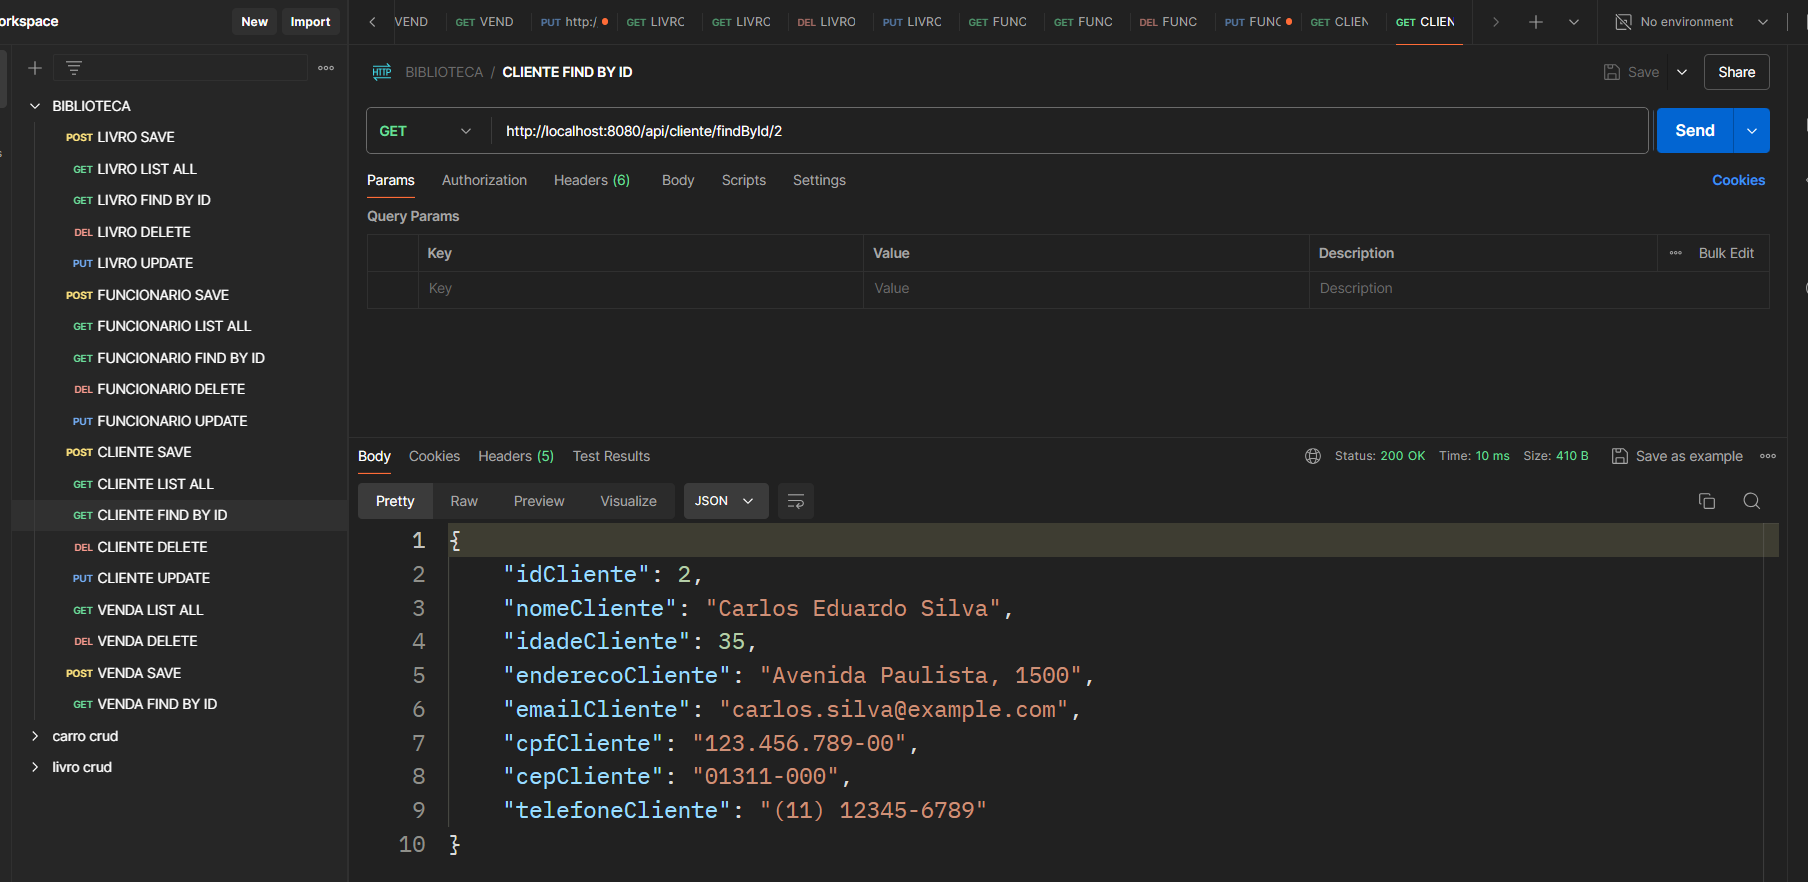 orkspace
New
Import
VEND
GET VEND
PUT http:/
GET LIVRC
GET LIVRC
DEL LIVRO
PUT LIVRC
GET FUNC
GET FUNC
DEL FUNC
PUT FUNC
GET CLIEN
GET CLIEN
No environment
BIBLIOTECA
POST LIVRO SAVE
GET LIVRO LIST ALL
GET LIVRO FIND BY ID
DEL LIVRO DELETE
PUT LIVRO UPDATE
POST FUNCIONARIO SAVE
GET FUNCIONARIO LIST ALL
GET FUNCIONARIO FIND BY ID
DEL FUNCIONARIO DELETE
PUT FUNCIONARIO UPDATE
POST CLIENTE SAVE
GET CLIENTE LIST ALL
GET CLIENTE FIND BY ID
DEL CLIENTE DELETE
PUT CLIENTE UPDATE
GET VENDA LIST ALL
DEL VENDA DELETE
POST VENDA SAVE
GET VENDA FIND BY ID
carro crud
livro crud
HTTP BIBLIOTECA / CLIENTE FIND BY ID
Save
Share
GET http://localhost:8080/api/cliente/findById/2
Send
Params Authorization Headers (6) Body Scripts Settings
Cookies
Query Params
Key Value Description Bulk Edit
Key Value Description
Body Cookies Headers (5) Test Results
Status: 200 OK Time: 10 ms Size: 410 B Save as example
Pretty Raw Preview Visualize JSON
1 {
2 "idCliente": 2,
3 "nomeCliente": "Carlos Eduardo Silva",
4 "idadeCliente": 35,
5 "enderecoCliente": "Avenida Paulista, 1500",
6 "emailCliente": "carlos.silva@example.com",
7 "cpfCliente": "123.456.789-00",
8 "cepCliente": "01311-000",
9 "telefoneCliente": "(11) 12345-6789"
10 }